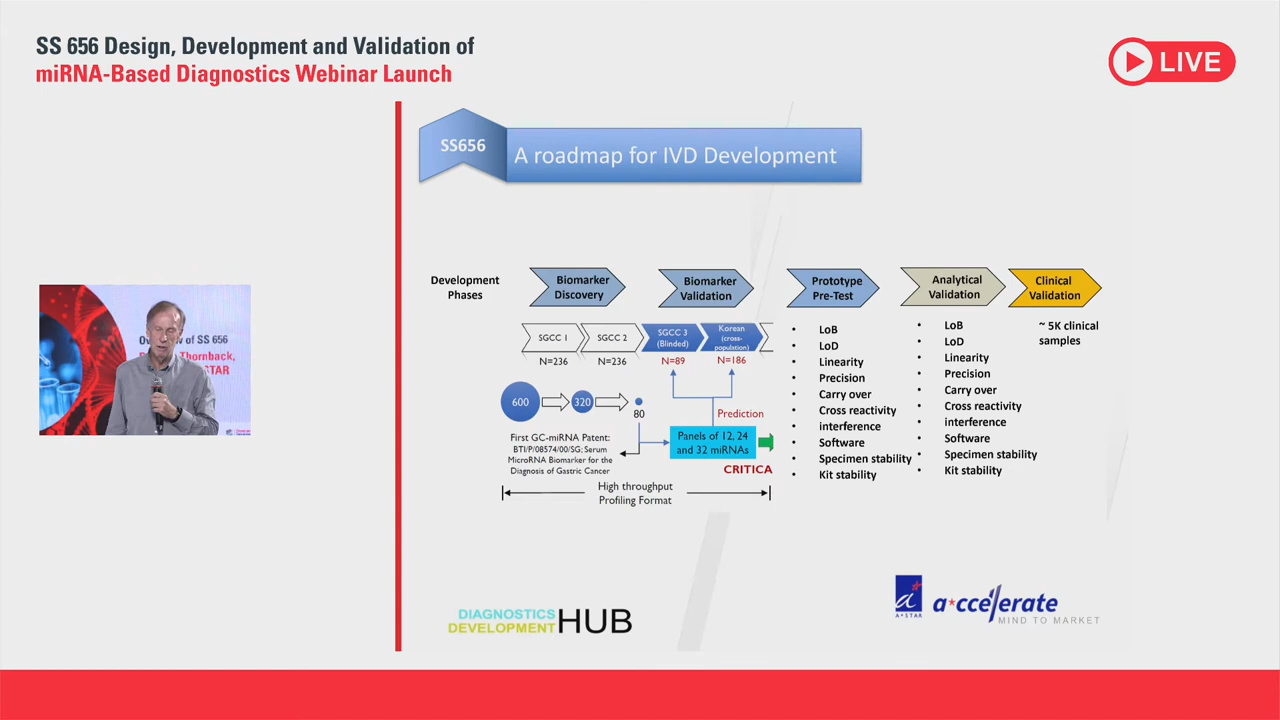 SS 656 Design, Development and Validation of
miRNA-Based Diagnostics Webinar Launch
LIVE
SS656
A roadmap for IVD Development
Development
Phases
Biomarker
Discovery
Biomarker
Validation
Prototype
Pre-Test
Analytical
Validation
Clinical
Validation
SGCC 1
SGCC 2
SGCC 3
(Blinded)
Korean
(cross-
population)
N=236
N=236
N=89
N=186
600
320
80
Prediction
First GC-miRNA Patent:
BTI/P/08574/00/SG; Serum
MicroRNA Biomarker for the
Diagnosis of Gastric Cancer
Panels of 12, 24
and 32 miRNAs
CRITICA
High throughput
Profiling Format
• LoB
• LoD
• Linearity
• Precision
• Carry over
• Cross reactivity
• interference
• Software
• Specimen stability
• Kit stability
• LoB
• LoD
• Linearity
• Precision
• Carry over
• Cross reactivity
• interference
• Software
• Specimen stability
• Kit stability
~ 5K clinical
samples
of SS 656
Thornback,
STAR
DIAGNOSTICS
DEVELOPMENT HUB
A*STAR
a*ccelerate
MIND TO MARKET